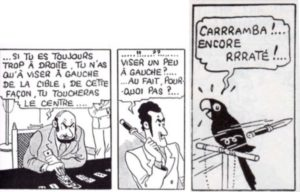 ...SI TU ES TOUJOURS
TROP À DROITE, TU N'AS
QU'À VISER À GAUCHE
DE LA CIBLE; DE CETTE
FAÇON, TU TOUCHERAS
LE CENTRE....
!!...??...
VISER UN PEU
À GAUCHE?....
... AU FAIT, POUR-
QUOI PAS ?...
CARRRRAMBA !...
ENCORE
RRRATÉ !...